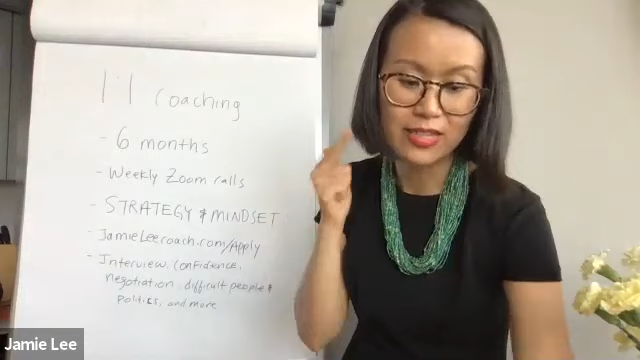 1:1 coaching
- 6 months
- Weekly Zoom calls
- STRATEGY & MINDSET
- JamieLeecoach.com/Apply
- Interview, confidence,
negotiation, difficult people &
politics, and more
Jamie Lee